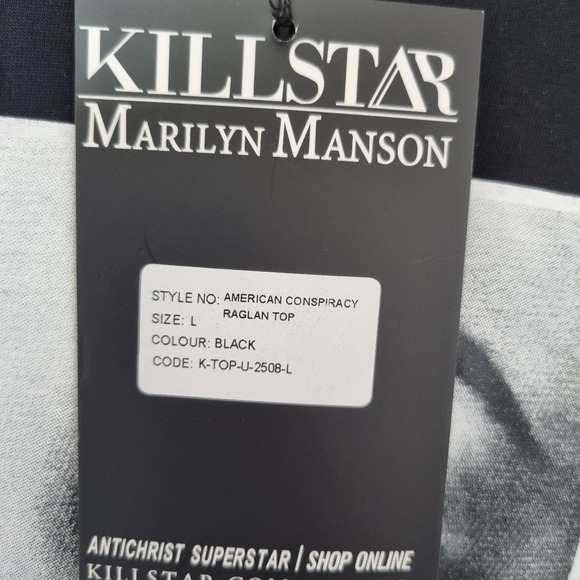 KILLSTAR
MARILYN MANSON
STYLE NO: AMERICAN CONSPIRACY
RAGLAN TOP
SIZE: L
COLOUR: BLACK
CODE: K-TOP-U-2508-L
ANTICHRIST SUPERSTAR / SHOP ONLINE